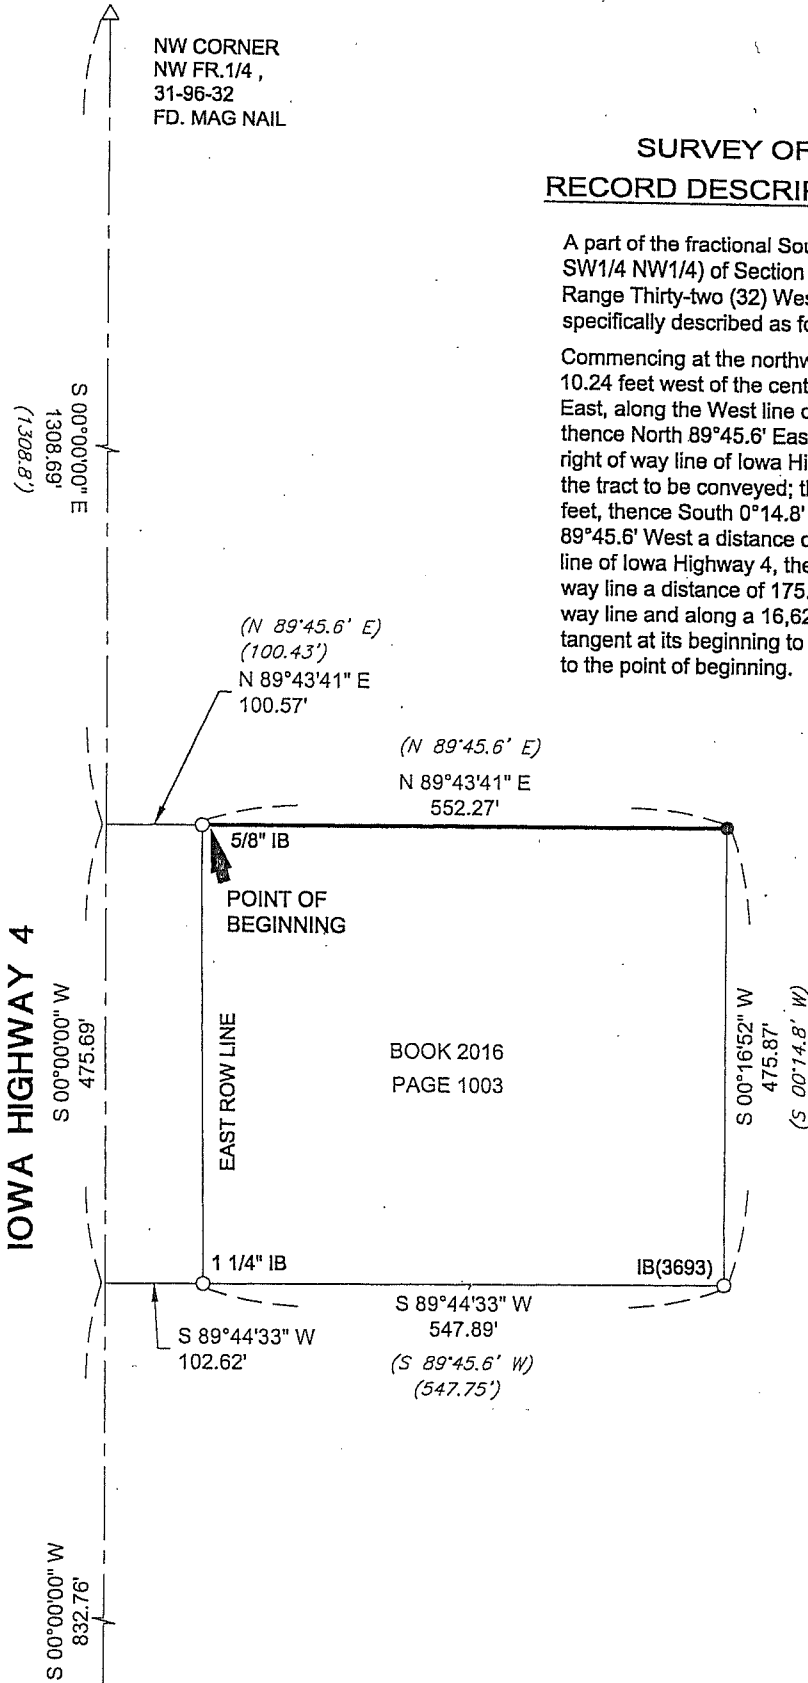 NW CORNER
NW FR.1/4 ,
31-96-32
FD. MAG NAIL
SURVEY OF
RECORD DESCRI
A part of the fractional Sou
SW1/4 NW1/4) of Section
Range Thirty-two (32) Wes
specifically described as fo
Commencing at the northw
10.24 feet west of the cent
East, along the West line o
thence North 89°45.6' Eas
right of way line of Iowa Hi
the tract to be conveyed; t
feet, thence South 0°14.8'
89°45.6' West a distance o
line of Iowa Highway 4, the
way line a distance of 175.
way line and along a 16,62
tangent at its beginning to
to the point of beginning.
S 00°00'00" E
1308.69'
(1308.8')
(N 89°45.6' E)
(100.43')
N 89°43'41" E
100.57'
(N 89°45.6' E)
N 89°43'41" E
552.27'
5/8" IB
POINT OF
BEGINNING
IOWA HIGHWAY 4
S 00°00'00" W
475.69'
EAST ROW LINE
BOOK 2016
PAGE 1003
S 00°16'52" W
475.87'
(S 00°14.8' W)
1 1/4" IB
IB(3693)
S 89°44'33" W
102.62'
S 89°44'33" W
547.89'
(S 89°45.6' W)
(547.75')
S 00°00'00" W
832.76'